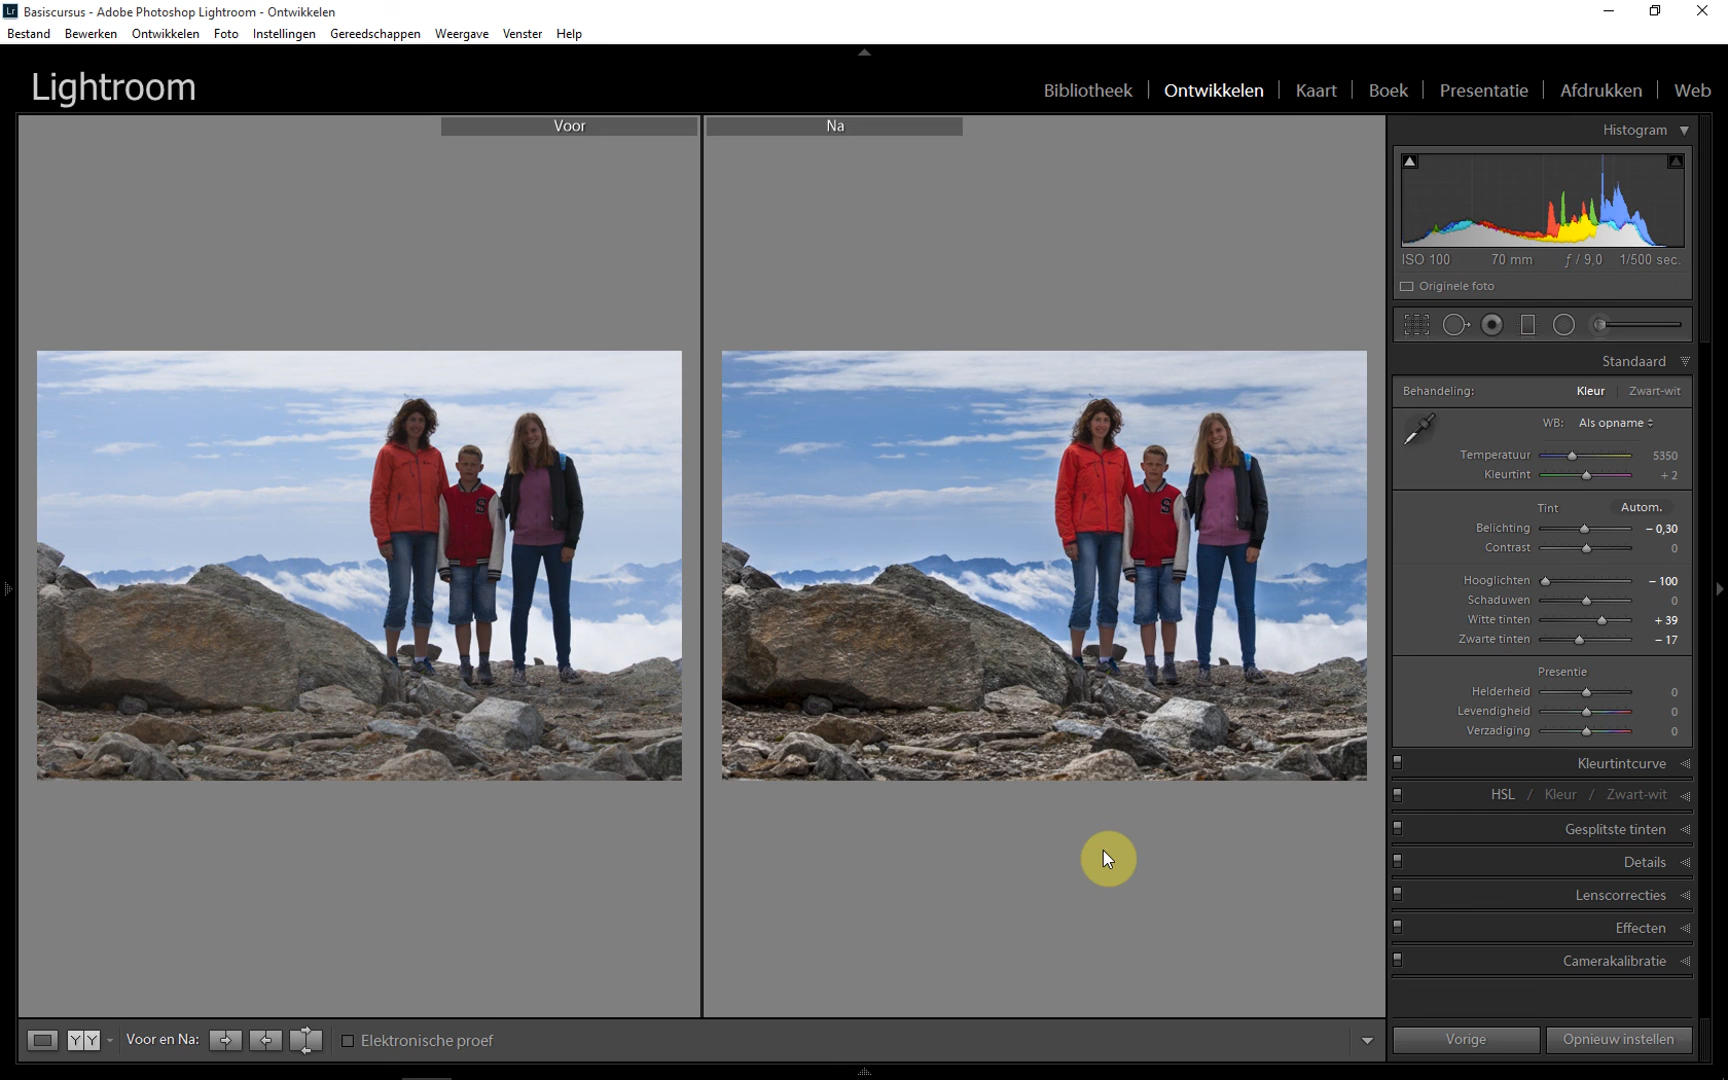 Lr Basiscursus - Adobe Photoshop Lightroom - Ontwikkelen
Bestand Bewerken Ontwikkelen Foto Instellingen Gereedschappen Weergave Venster Help
Lightroom
Bibliotheek Ontwikkelen Kaart Boek Presentatie Afdrukken Web
Voor Na
Histogram
ISO 100 70 mm ƒ / 9,0 1/500 sec.
Originele foto
Standaard
Behandeling: Kleur Zwart-wit
WB: Als opname
Temperatuur 5350
Kleurtint + 2
Tint Autom.
Belichting – 0,30
Contrast 0
Hooglichten – 100
Schaduwen 0
Witte tinten + 39
Zwarte tinten – 17
Presentie
Helderheid 0
Levendigheid 0
Verzadiging 0
Kleurtintcurve
HSL / Kleur / Zwart-wit
Gesplitste tinten
Details
Lenscorrecties
Effecten
Camerakalibratie
S
S
Y Y Voor en Na: Elektronische proef
Vorige Opnieuw instellen